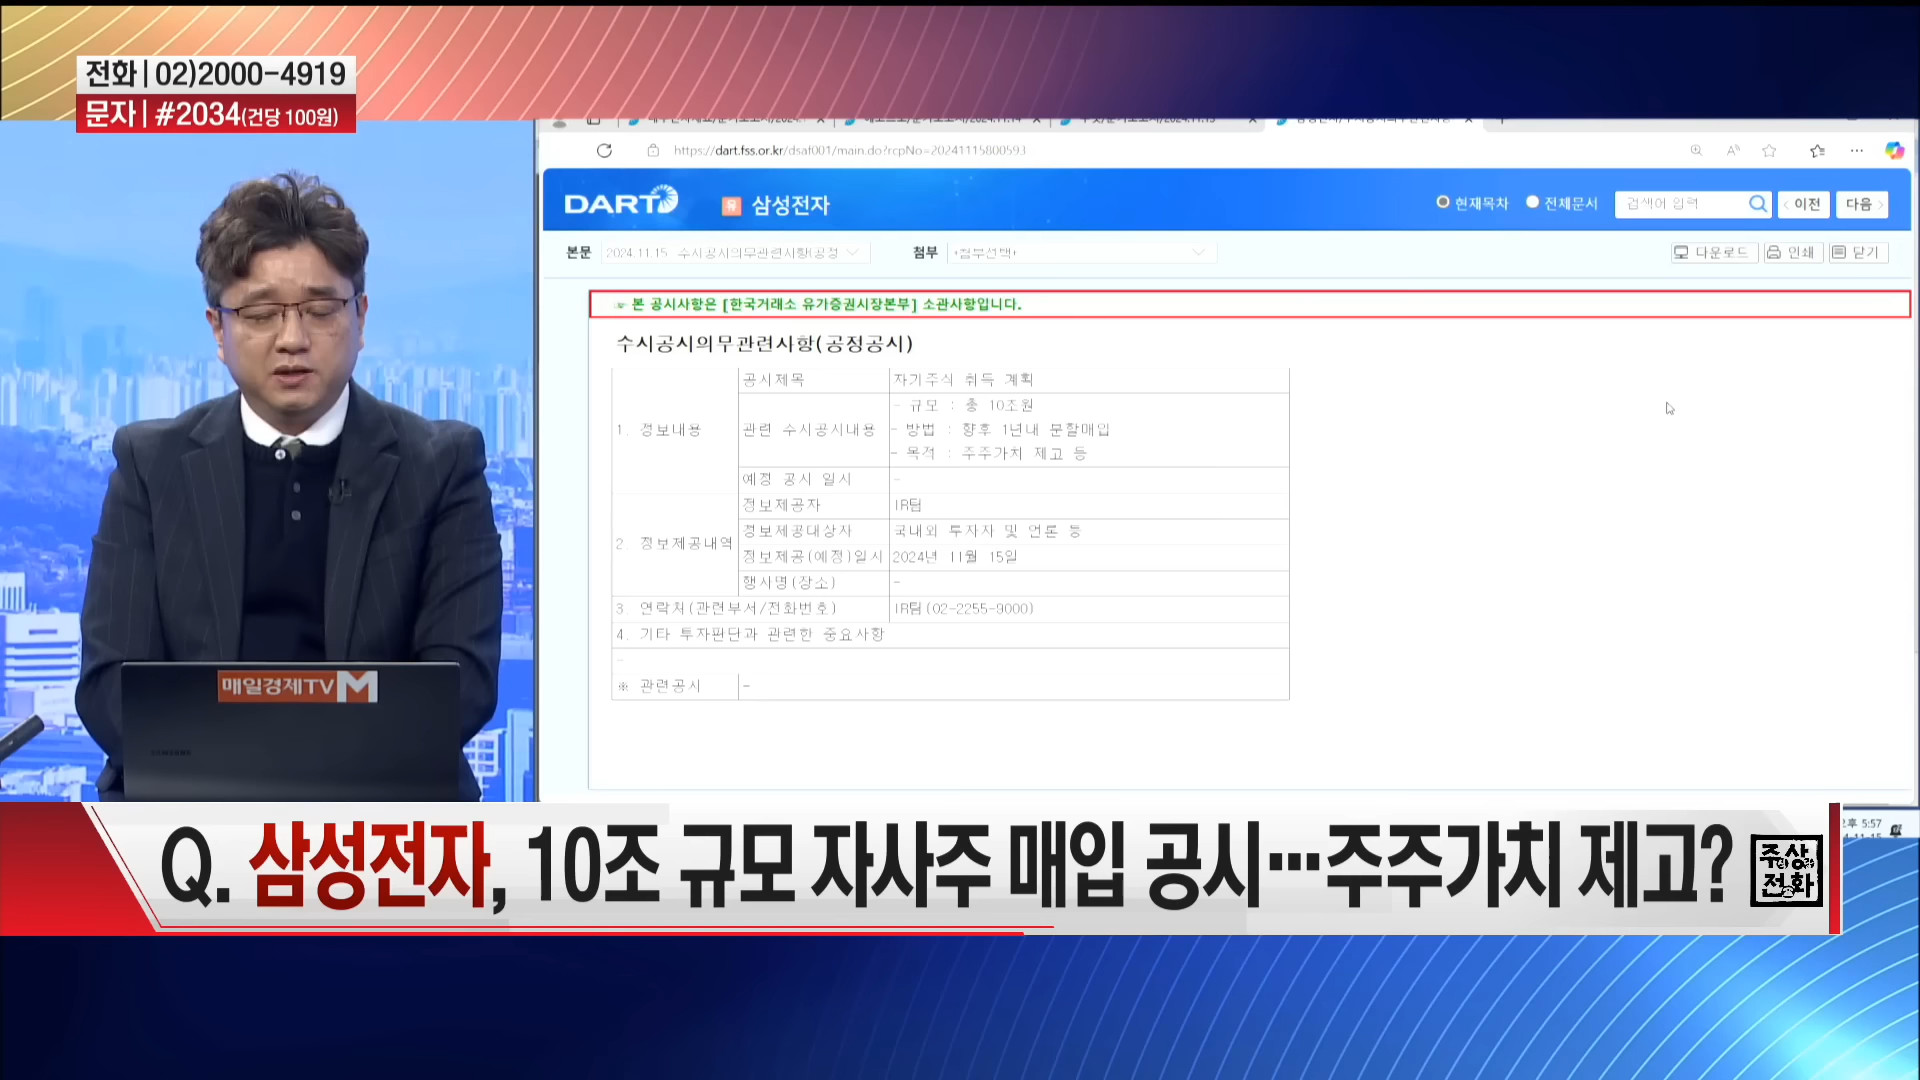 전화 | 02)2000-4919
문자 | #2034(건당 100원)
https://dart.fss.or.kr/dsaf001/main.do?rcpNo=20241115800593
DART 유 삼성전자 현재목차 전체문서 검색어 입력 이전 다음
본문 2024.11.15 수시공시의무관련사항(공정 첨부 +첨부선택+ 다운로드 인쇄 닫기
본 공시사항은 [한국거래소 유가증권시장본부] 소관사항입니다.
수시공시의무관련사항(공정공시)
1. 정보내용 공시제목 자기주식 취득 계획
관련 수시공시내용 - 규모 : 총 10조원
- 방법 : 향후 1년내 분할매입
- 목적 : 주주가치 제고 등
예정 공시 일시 -
2. 정보제공내역 정보제공자 IR팀
정보제공대상자 국내외 투자자 및 언론 등
정보제공(예정)일시 2024년 11월 15일
행사명(장소) -
3. 연락처(관련부서/전화번호) IR팀(02-2255-9000)
4. 기타 투자판단과 관련한 중요사항
-
※ 관련공시 -
매일경제TV M
SAMSUNG
Q. 삼성전자, 10조 규모 자사주 매입 공시…주주가치 제고?
주상
전화
오후 5:57